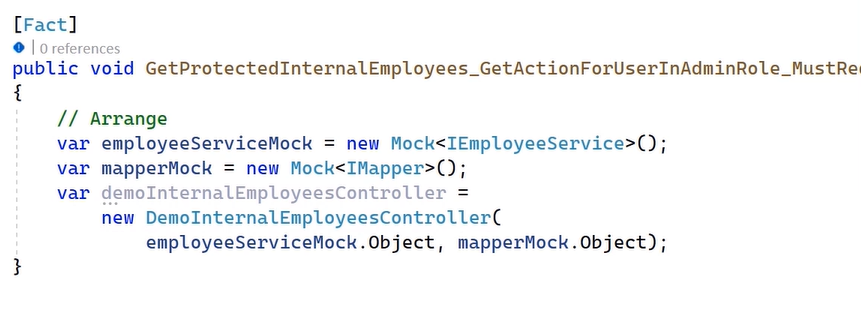 [Fact]
0 references
public void GetProtectedInternalEmployees_GetActionForUserInAdminRole_MustRe
{
// Arrange
var employeeServiceMock = new Mock<IEmployeeService>();
var mapperMock = new Mock<IMapper>();
var demoInternalEmployeesController =
new DemoInternalEmployeesController(
employeeServiceMock.Object, mapperMock.Object);
}